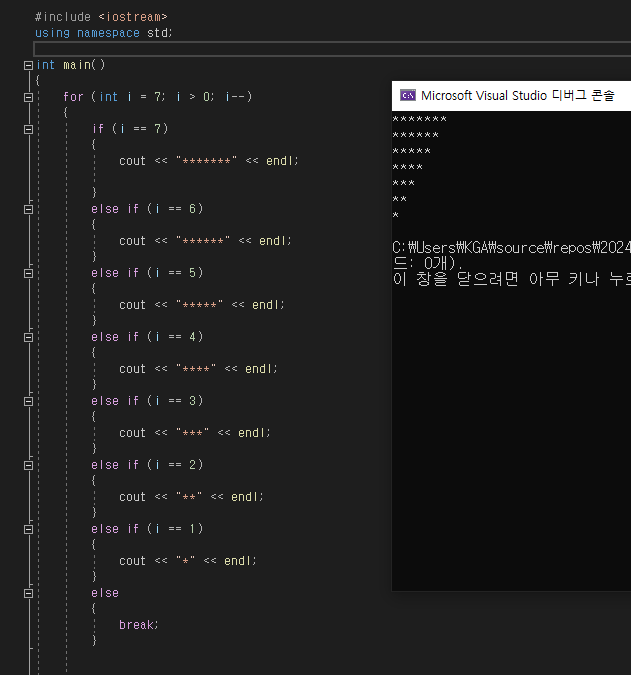 #include <iostream>
using namespace std;
int main()
{
for (int i = 7; i > 0; i--)
{
if (i == 7)
{
cout << "*******" << endl;
}
else if (i == 6)
{
cout << "******" << endl;
}
else if (i == 5)
{
cout << "*****" << endl;
}
else if (i == 4)
{
cout << "****" << endl;
}
else if (i == 3)
{
cout << "***" << endl;
}
else if (i == 2)
{
cout << "**" << endl;
}
else if (i == 1)
{
cout << "*" << endl;
}
else
{
break;
}
Microsoft Visual Studio 디버그 콘솔
*******
******
*****
****
***
**
*
C:₩Users₩KGA₩source₩repos₩2024
드: 0개).
이 창을 닫으려면 아무 키나